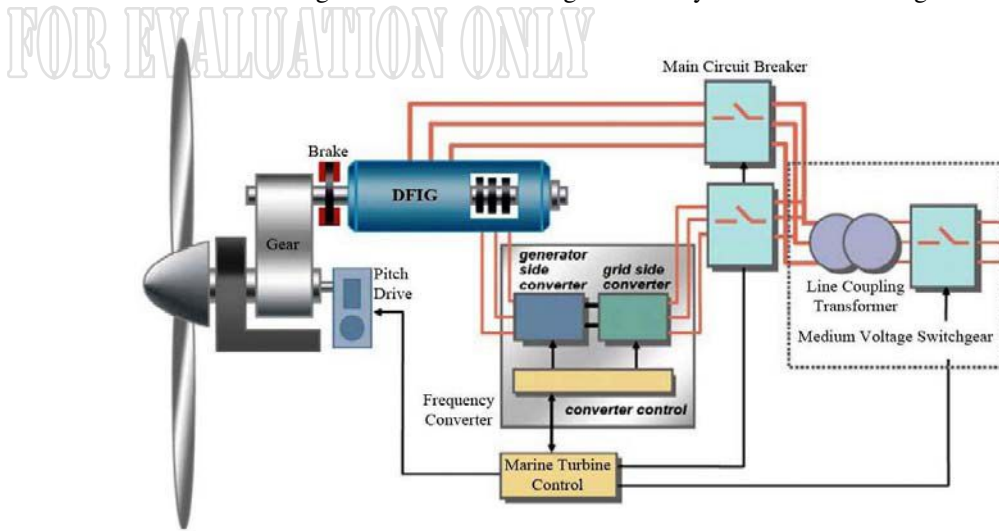 FOR EVALUATION ONLY
Main Circuit Breaker
Brake
DFIG
Gear
Pitch
Drive
generator
side
converter
grid side
converter
Line Coupling
Transformer
Medium Voltage Switchgear
Frequency
Converter
converter control
Marine Turbine
Control